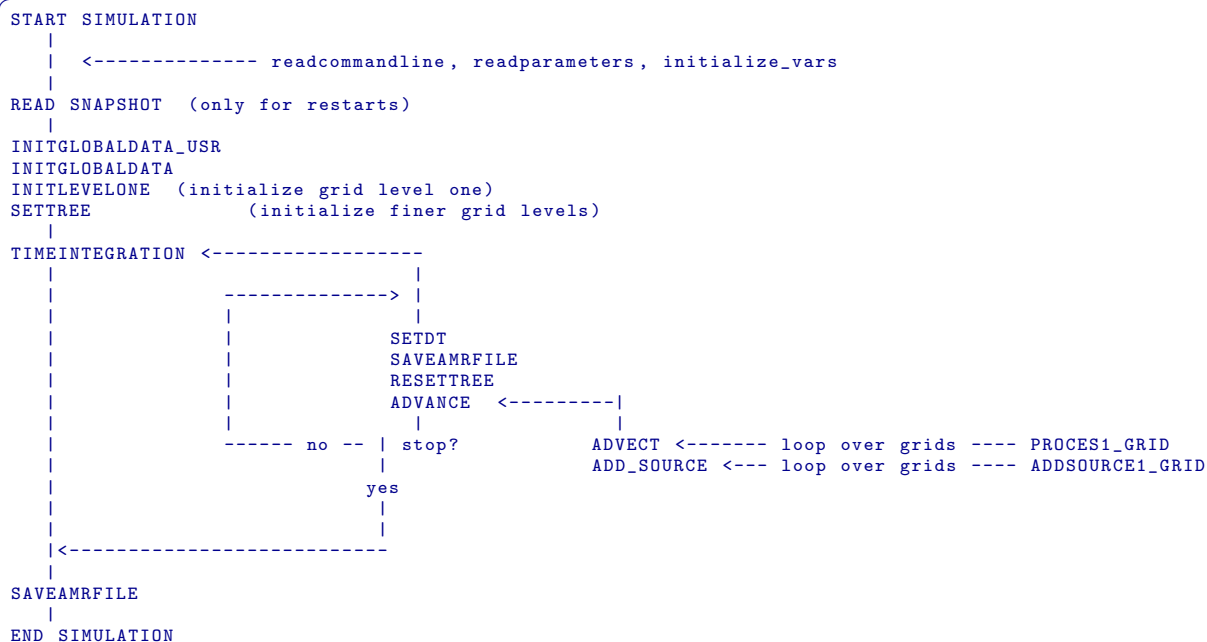 START SIMULATION
|
| <-------------- readcommandline, readparameters, initialize_vars
|
READ SNAPSHOT (only for restarts)
|
INITGLOBALDATA_USR
INITGLOBALDATA
INITLEVELONE (initialize grid level one)
SETTREE (initialize finer grid levels)
|
TIMEINTEGRATION <------------------
| |
| --------------> |
| | |
| | SETDT
| | SAVEAMRFILE
| | RESETTREE
| | ADVANCE <---------|
| | | |
| ------ no -- | stop? ADVECT <------- loop over grids ---- PROCES1_GRID
| | ADD_SOURCE <--- loop over grids ---- ADDSOURCE1_GRID
| yes
| |
| |
|<---------------------------
|
SAVEAMRFILE
|
END SIMULATION